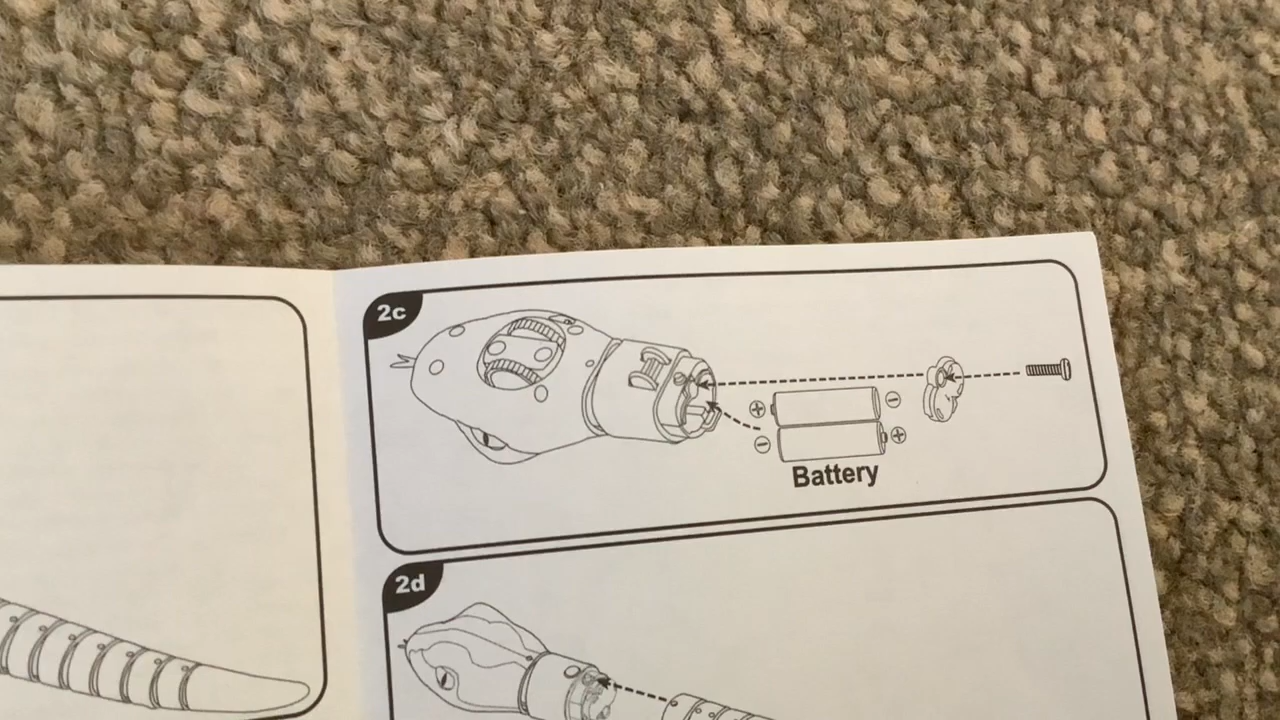 2c
+ −
− +
Battery
2d